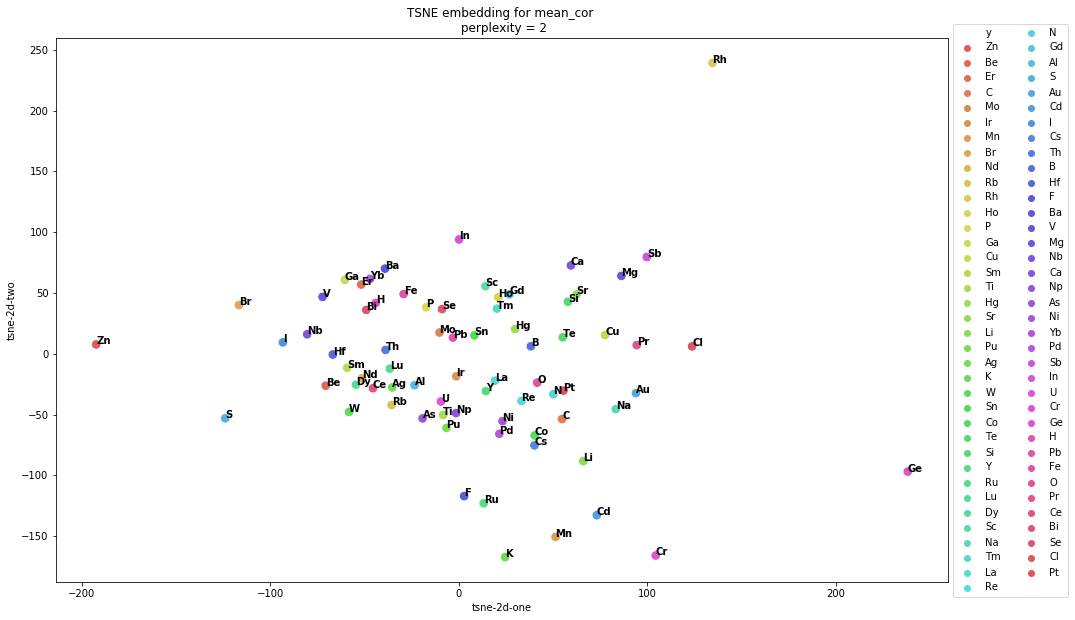 TSNE embedding for mean_cor
perplexity = 2
tsne-2d-two
250
200
150
100
50
0
−50
−100
−150
Rh
In
Sb
Ca
Ba
Mg
Yb
Ga
Er
Sc
V
Fe
Ho
Gd
Sr
Si
H
Bi
Br
P
Se
Tm
Nb
Mo
Pb
Sn
Hg
Te
Cu
I
Zn
Th
B
Pr
Cl
Hf
Sm
Lu
Nd
Ir
La
O
Be
Dy
Ce
Ag
Al
Y
Pt
N
Au
Rb
U
Re
W
Na
S
As
Ti
Np
Ni
C
Pu
Pd
Co
Cs
Li
Ge
F
Ru
Cd
Mn
K
Cr
−200
−100
0
100
200
tsne-2d-one
y
Zn
Be
Er
C
Mo
Ir
Mn
Br
Nd
Rb
Rh
Ho
P
Ga
Cu
Sm
Ti
Hg
Sr
Li
Pu
Ag
K
W
Sn
Co
Te
Si
Y
Ru
Lu
Dy
Sc
Na
Tm
La
Re
N
Gd
Al
S
Au
Cd
I
Cs
Th
B
Hf
F
Ba
V
Mg
Nb
Ca
Np
As
Ni
Yb
Pd
Sb
In
U
Cr
Ge
H
Pb
Fe
O
Pr
Ce
Bi
Se
Cl
Pt